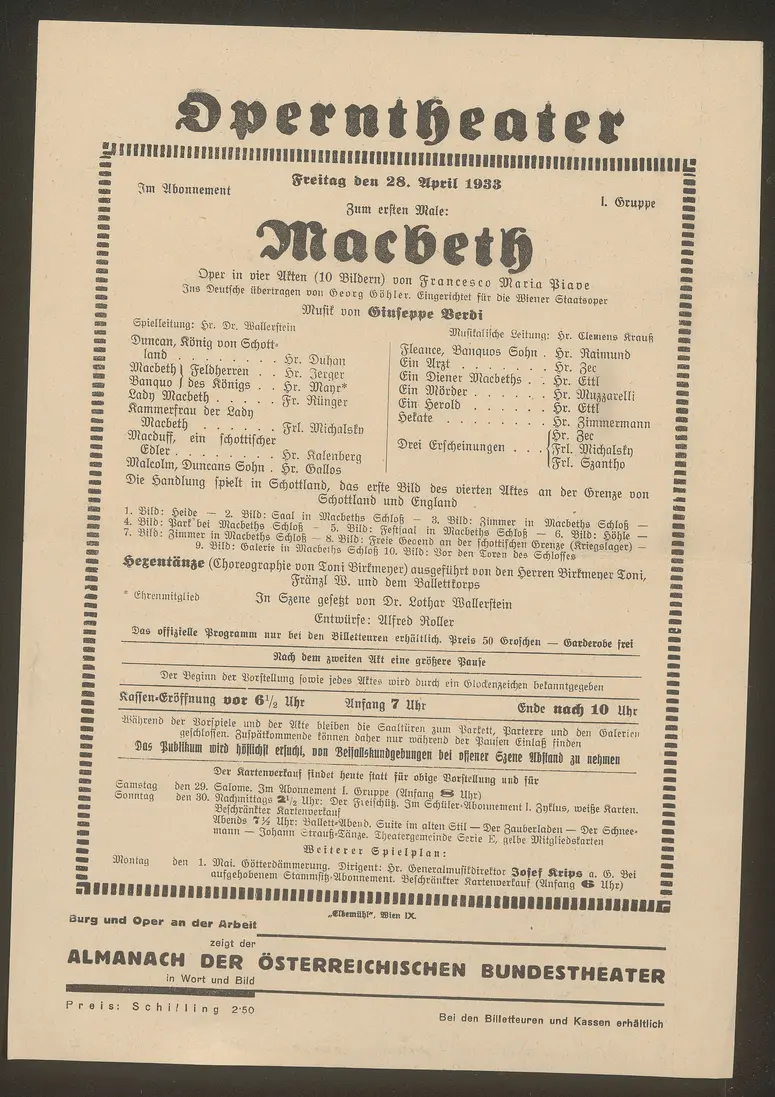 Operntheater
Freitag den 28. April 1933
Im Abonnement
I. Gruppe
Zum ersten Male:
Macbeth
Oper in vier Akten (10 Bildern) von Francesco Maria Piave
Ins Deutsche übertragen von Georg Göhler. Eingerichtet für die Wiener Staatsoper
Musik von Giuseppe Verdi
Spielleitung: Hr. Dr. Wallerstein
Musikalische Leitung: Hr. Clemens Krauß
Duncan, König von Schott-
land . . . . . . . . Hr. Duhan
Macbeth } Feldherren . . Hr. Jerger
Banquo } des Königs . . Hr. Mayr*
Lady Macbeth . . . . . Fr. Rünger
Kammerfrau der Lady
Macbeth . . . . . . Frl. Michalsky
Macduff, ein schottischer
Edler . . . . . . . . Hr. Kalenberg
Malcolm, Duncans Sohn . Hr. Gallos
Fleance, Banquos Sohn . Hr. Raimund
Ein Arzt . . . . . . . Hr. Zec
Ein Diener Macbeths . . Hr. Ettl
Ein Mörder . . . . . . Hr. Muzzarelli
Ein Herold . . . . . . Hr. Ettl
Hekate . . . . . . . . Hr. Zimmermann
Drei Erscheinungen . . . { Hr. Zec
Frl. Michalsky
Frl. Szantho
Die Handlung spielt in Schottland, das erste Bild des vierten Aktes an der Grenze von
Schottland und England
1. Bild: Heide — 2. Bild: Saal in Macbeths Schloß — 3. Bild: Zimmer in Macbeths Schloß —
4. Bild: Park bei Macbeths Schloß — 5. Bild: Festsaal in Macbeths Schloß — 6. Bild: Höhle —
7. Bild: Zimmer in Macbeths Schloß — 8. Bild: Freie Gegend an der schottischen Grenze (Kriegslager) —
9. Bild: Galerie in Macbeths Schloß 10. Bild: Vor den Toren des Schlosses
Hexentänze (Choreographie von Toni Birkmeyer) ausgeführt von den Herren Birkmeyer Toni,
Fränzl W. und dem Ballettkorps
* Ehrenmitglied
In Szene gesetzt von Dr. Lothar Wallerstein
Entwürfe: Alfred Roller
Das offizielle Programm nur bei den Billetteuren erhältlich. Preis 50 Groschen — Garderobe frei
Nach dem zweiten Akt eine größere Pause
Der Beginn der Vorstellung sowie jedes Aktes wird durch ein Glockenzeichen bekanntgegeben
Kassen-Eröffnung vor 6½ Uhr Anfang 7 Uhr Ende nach 10 Uhr
Während der Vorspiele und der Akte bleiben die Saaltüren zum Parkett, Parterre und den Galerien
geschlossen. Zuspätkommende können daher nur während der Pausen Einlaß finden
Das Publikum wird höflichst ersucht, von Beifallskundgebungen bei offener Szene Abstand zu nehmen
Der Kartenverkauf findet heute statt für obige Vorstellung und für
Samstag den 29. Salome. Im Abonnement I. Gruppe (Anfang 8 Uhr)
Sonntag den 30. Nachmittags 2½ Uhr: Der Freischütz. Im Schüler-Abonnement I. Zyklus, weiße Karten.
Beschränkter Kartenverkauf
Abends 7½ Uhr: Ballett-Abend. Suite im alten Stil — Der Zauberladen — Der Schnee-
mann — Johann Strauß-Tänze. Theatergemeinde Serie E, gelbe Mitgliedskarten
Weiterer Spielplan:
Montag den 1. Mai. Götterdämmerung. Dirigent: Hr. Generalmusikdirektor Josef Krips a. G. Bei
aufgehobenem Stammsitz-Abonnement. Beschränkter Kartenverkauf (Anfang 6 Uhr)
„Elbemühl", Wien IX.
Burg und Oper an der Arbeit
zeigt der
ALMANACH DER ÖSTERREICHISCHEN BUNDESTHEATER
in Wort und Bild
Preis: Schilling 2·50
Bei den Billetteuren und Kassen erhältlich